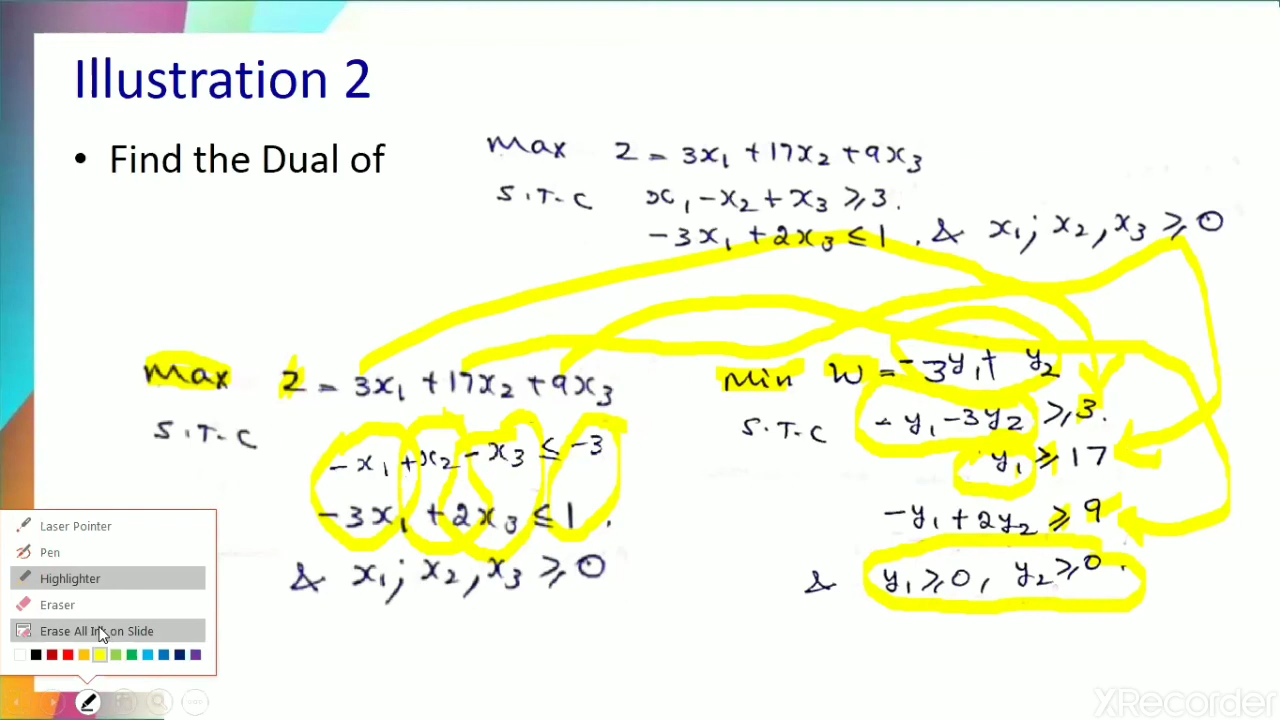 Illustration 2
• Find the Dual of
Max Z = 3x₁ + 17x₂ + 9x₃
S.T.C x₁ - x₂ + x₃ ⩾ 3.
-3x₁ + 2x₃ ≤ 1 . & x₁; x₂, x₃ ⩾ 0
Max Z = 3x₁ + 17x₂ + 9x₃
S.T.C
-x₁ + x₂ - x₃ ≤ -3
-3x₁ + 2x₃ ≤ 1 .
& x₁; x₂, x₃ ⩾ 0
Min W = -3y₁ + y₂
S.T.C -y₁ - 3y₂ ⩾ 3.
y₁ ⩾ 17
-y₁ + 2y₂ ⩾ 9
& y₁ ⩾ 0, y₂ ⩾ 0.
Laser Pointer
Pen
Highlighter
Eraser
Erase All Ink on Slide
XRecorder